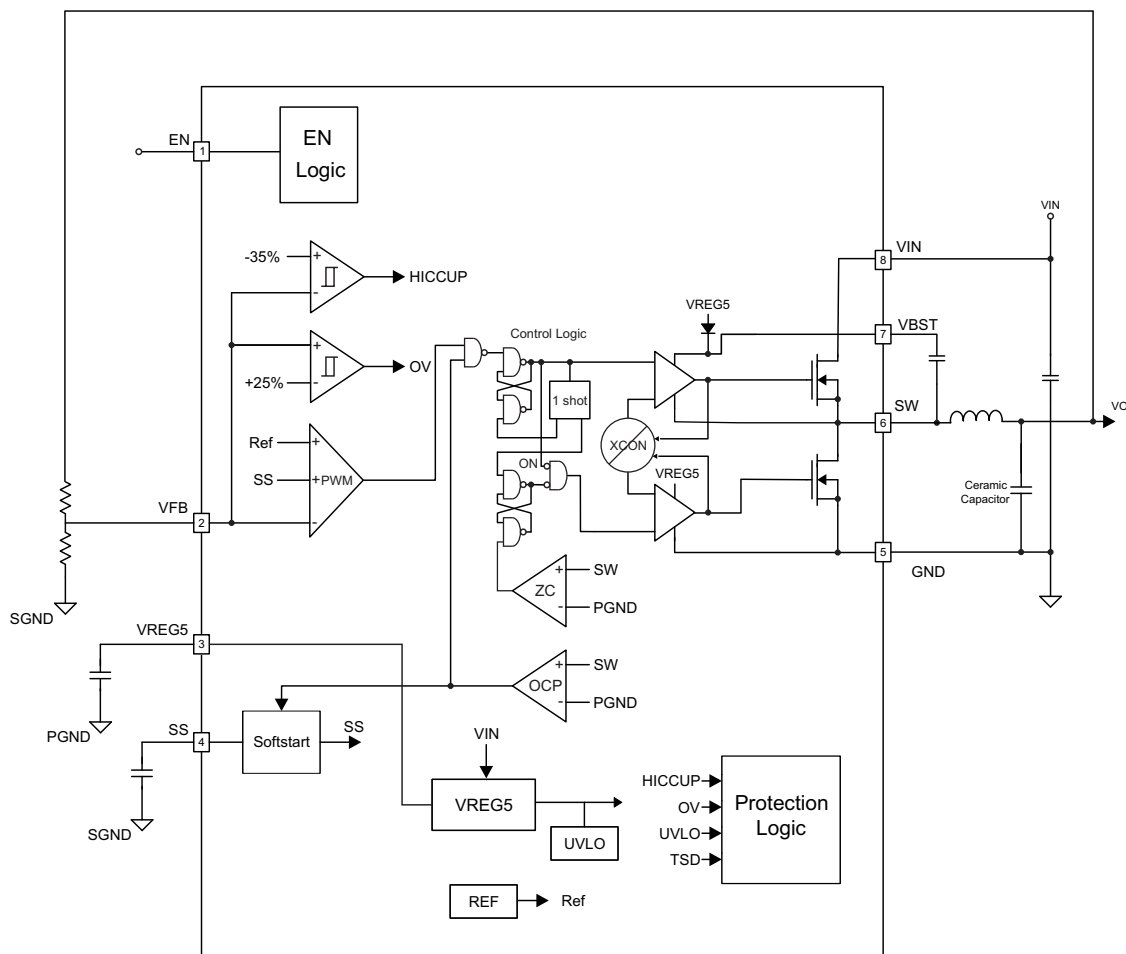 EN
1
EN
Logic
-35%
+
-
HICCUP
+
+25%
-
OV
Ref
+
SS
+
PWM
-
VFB
2
SGND
Control Logic
1 shot
ON
VREG5
XCON
VREG5
VIN
8
VIN
VBST
7
SW
6
VO
Ceramic
Capacitor
5
GND
ZC
+
SW
-
PGND
VREG5
3
PGND
OCP
+
SW
-
PGND
SS
4
Softstart
SS
SGND
VIN
VREG5
UVLO
HICCUP
OV
UVLO
TSD
Protection
Logic
REF
Ref